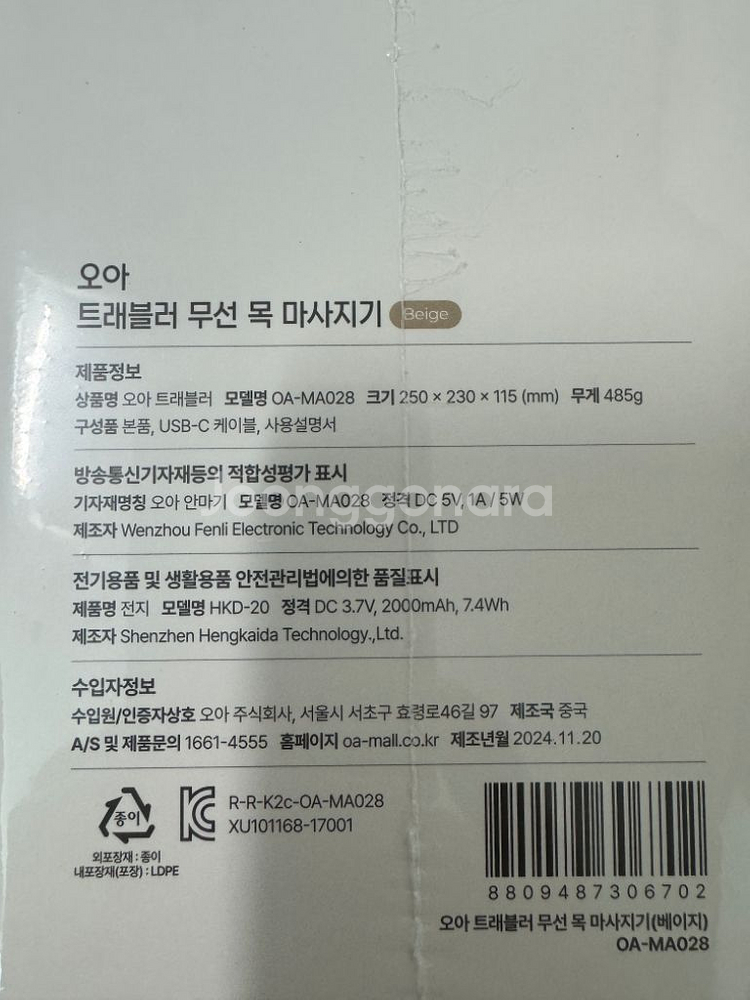 오아
트래블러 무선 목 마사지기 Beige
제품정보
상품명 오아 트래블러 모델명 OA-MA028 크기 250 × 230 × 115 (mm) 무게 485g
구성품 본품, USB-C 케이블, 사용설명서
방송통신기자재등의 적합성평가 표시
기자재명칭 오아 안마기 모델명 OA-MA028 정격 DC 5V, 1A / 5W
joonggonara
제조자 Wenzhou Fenli Electronic Technology Co., LTD
전기용품 및 생활용품 안전관리법에의한 품질표시
제품명 전지 모델명 HKD-20 정격 DC 3.7V, 2000mAh, 7.4Wh
제조자 Shenzhen Hengkaida Technology.,Ltd.
수입자정보
수입원/인증자상호 오아 주식회사, 서울시 서초구 효령로46길 97 제조국 중국
A/S 및 제품문의 1661-4555 홈페이지 oa-mall.co.kr 제조년월 2024.11.20
종이
R-R-K2c-OA-MA028
XU101168-17001
외포장재 : 종이
내포장재(포장) : LDPE
8809487306702
오아 트래블러 무선 목 마사지기(베이지)
OA-MA028